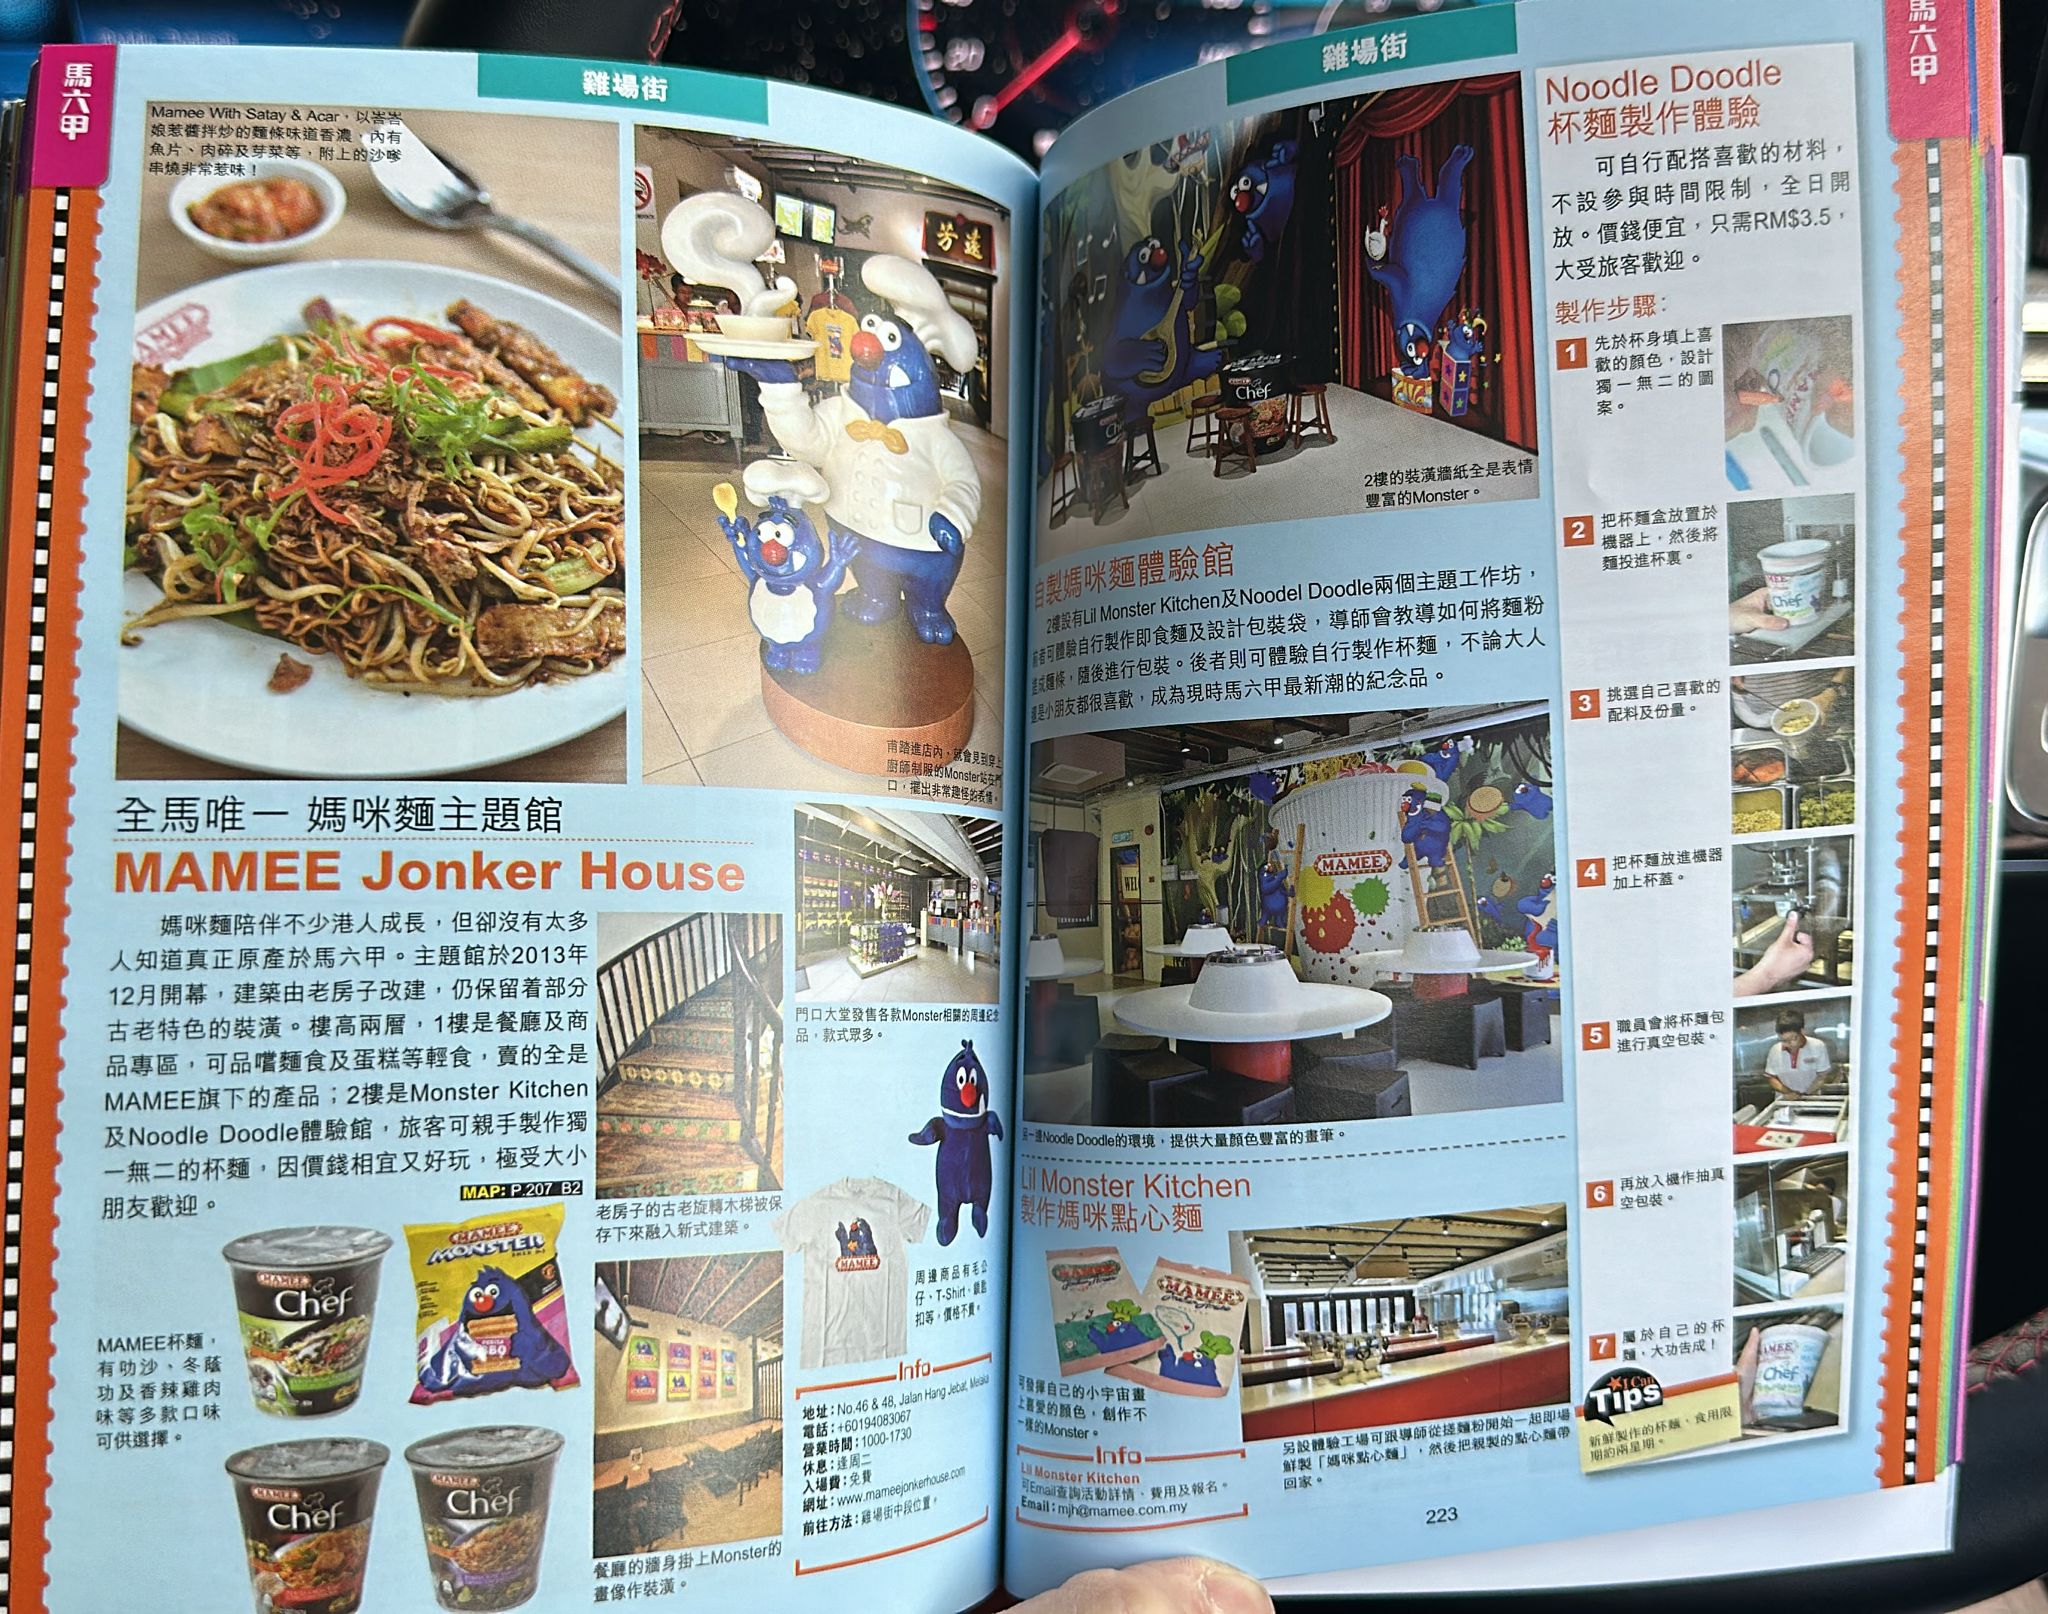 馬六甲
雞場街
Mamee With Satay & Acar，以峇峇
娘惹醬拌炒的麵條味道香濃，內有
魚片、肉碎及芽菜等，附上的沙嗲
串燒非常惹味！
MAMEE
芳遠
甫踏進店內，就會見到穿上
廚師制服的Monster站在門
口，擺出非常趣怪的表情。
全馬唯一 媽咪麵主題館
MAMEE Jonker House
媽咪麵陪伴不少港人成長，但卻沒有太多
人知道真正原產於馬六甲。主題館於2013年
12月開幕，建築由老房子改建，仍保留着部分
古老特色的裝潢。樓高兩層，1樓是餐廳及商
品專區，可品嚐麵食及蛋糕等輕食，賣的全是
MAMEE旗下的產品；2樓是Monster Kitchen
及Noodle Doodle體驗館，旅客可親手製作獨
一無二的杯麵，因價錢相宜又好玩，極受大小
朋友歡迎。
MAP: P.207 B2
門口大堂發售各款Monster相關的周邊紀念
品，款式眾多。
老房子的古老旋轉木梯被保
存下來融入新式建築。
MAMEE
周邊商品有毛公
仔、T-Shirt、鎖匙
扣等，價格不貴。
MAMEE杯麵，
有叻沙、冬蔭
功及香辣雞肉
味等多款口味
可供選擇。
MAMEE
Chef
MAMEE
MONSTER
BBQ
MAMEE
Chef
MAMEE
Chef
餐廳的牆身掛上Monster的
畫像作裝潢。
Info
地址：No.46 & 48, Jalan Hang Jebat, Melaka
電話：+60194083067
營業時間：1000-1730
休息：逢周二
入場費：免費
網址：www.mameejonkerhouse.com
前往方法：雞場街中段位置。
雞場街
馬六甲
Chef
2樓的裝潢牆紙全是表情
豐富的Monster。
自製媽咪麵體驗館
2樓設有Lil Monster Kitchen及Noodel Doodle兩個主題工作坊，
前者可體驗自行製作即食麵及設計包裝袋，導師會教導如何將麵粉
造成麵條，隨後進行包裝。後者則可體驗自行製作杯麵，不論大人
還是小朋友都很喜歡，成為現時馬六甲最新潮的紀念品。
MAMEE
另一邊Noodle Doodle的環境，提供大量顏色豐富的畫筆。
Lil Monster Kitchen
製作媽咪點心麵
MAMEE
MAMEE
可發揮自己的小宇宙畫
上喜愛的顏色，創作不
一樣的Monster。
Info
Lil Monster Kitchen
可Email查詢活動詳情、費用及報名。
Email：mjh@mamee.com.my
另設體驗工場可跟導師從搓麵粉開始一起即場
鮮製「媽咪點心麵」，然後把親製的點心麵帶
回家。
Noodle Doodle
杯麵製作體驗
可自行配搭喜歡的材料，
不設參與時間限制，全日開
放。價錢便宜，只需RM$3.5，
大受旅客歡迎。
製作步驟：
1 先於杯身填上喜
歡的顏色，設計
獨一無二的圖
案。
2 把杯麵盒放置於
機器上，然後將
麵投進杯裏。
Chef
3 挑選自己喜歡的
配料及份量。
4 把杯麵放進機器
加上杯蓋。
5 職員會將杯麵包
進行真空包裝。
6 再放入機作抽真
空包裝。
7 屬於自己的杯
麵，大功告成！
Chef
I Can
Tips
新鮮製作的杯麵，食用限
期約兩星期。
223